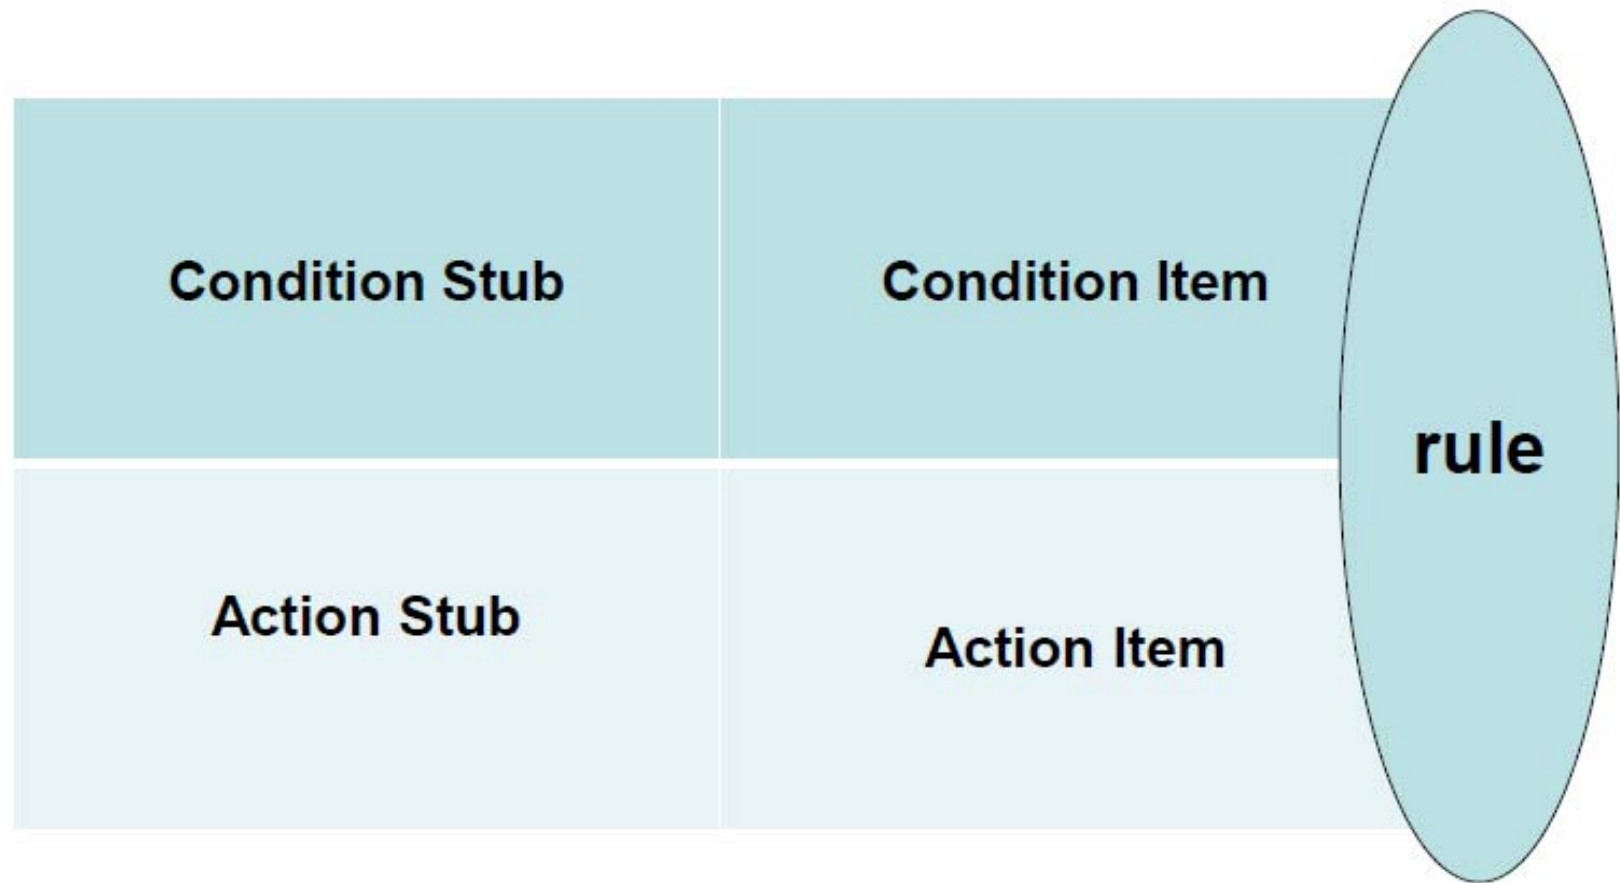 Condition Stub
Condition Item
rule
Action Stub
Action Item